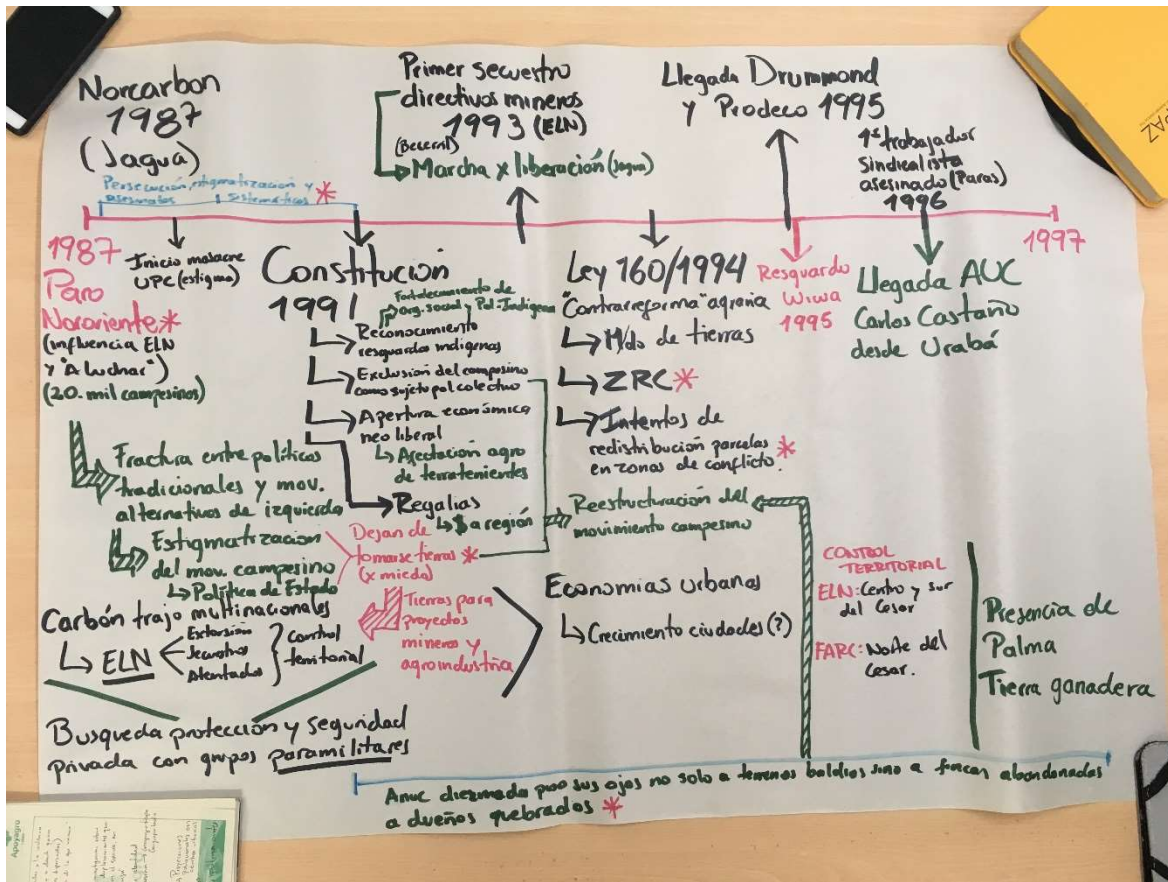 Norcarbon
1987
(Jagua)
Persecución, estigmatización y
asesinatos sistemáticos *
Primer secuestro
directivos mineros
1993 (ELN)
(Becerril)
Marcha x liberación (Jagua)
Llegada Drummond
y Prodeco 1995
1er trabajador
Sindicalista
asesinado (Paras)
1996
PAZ
1987
Paro
Nororiente *
(influencia ELN
y "A luchar")
(20. mil campesinos)
Inicio masacre
UPC (estigma)
Constitución
1991
Fortalecimiento de
org. social y Pol-Indígena
Reconocimiento
resguardos indígenas
Exclusión del campesino
como sujeto pol colectivo
Apertura económica
neo liberal
Afectación agro
de terratenientes
Regalías
$ a región
Ley 160/1994
"Contrarreforma" agraria
M/do de tierras
ZRC *
Intentos de
redistribución parcelas *
en zonas de conflicto.
Resguardo
Wiwa
1995
Llegada AUC
Carlos Castaño
desde Urabá
1997
Fractura entre políticos
tradicionales y mov.
alternativos de izquierda
Estigmatización
del mov. campesino
Política de Estado
Dejan de
tomarse tierras *
(x miedo)
Reestructuración del
movimiento campesino
Carbón trajo multinacionales
ELN
Extorsión
Secuestros
Atentados
Control
territorial
Tierras para
proyectos
mineros y
agroindustria
Economías urbanas
Crecimiento ciudades (?)
CONTROL
TERRITORIAL
ELN: Centro y sur
del Cesar
FARC: Norte del
Cesar.
Presencia de
Palma
Tierra ganadera
Busqueda protección y seguridad
privada con grupos paramilitares
Anuc diezmada puso sus ojos no solo a terrenos baldíos sino a fincas abandonadas
a dueños quebrados *